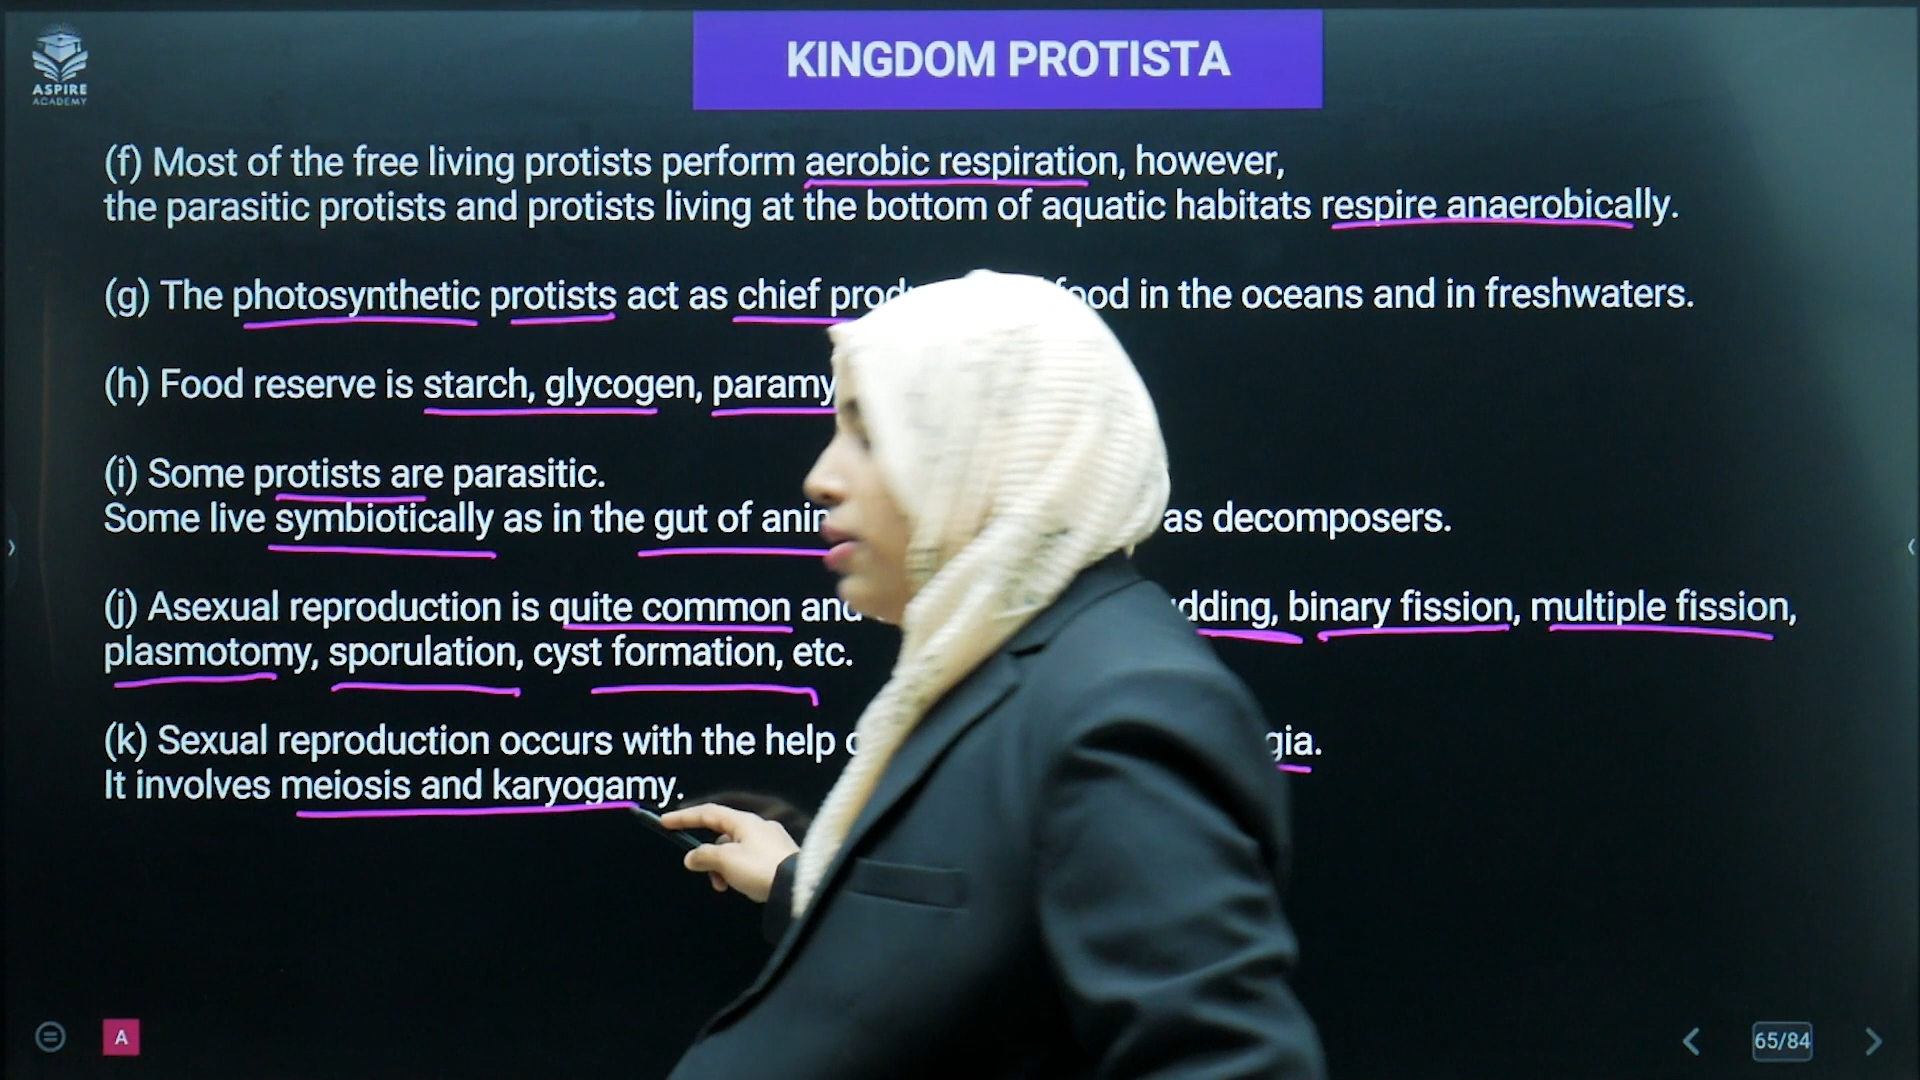 ASPIRE
ACADEMY
KINGDOM PROTISTA
(f) Most of the free living protists perform aerobic respiration, however,
the parasitic protists and protists living at the bottom of aquatic habitats respire anaerobically.
(g) The photosynthetic protists act as chief food in the oceans and in freshwaters.
(h) Food reserve is starch, glycogen,
(i) Some protists are parasitic.
Some live symbiotically as in the gut of as decomposers.
(j) Asexual reproduction is quite common and binary fission, multiple fission,
plasmotomy, sporulation, cyst formation, etc.
(k) Sexual reproduction occurs with the help
It involves meiosis and karyogamy.
A
65/84